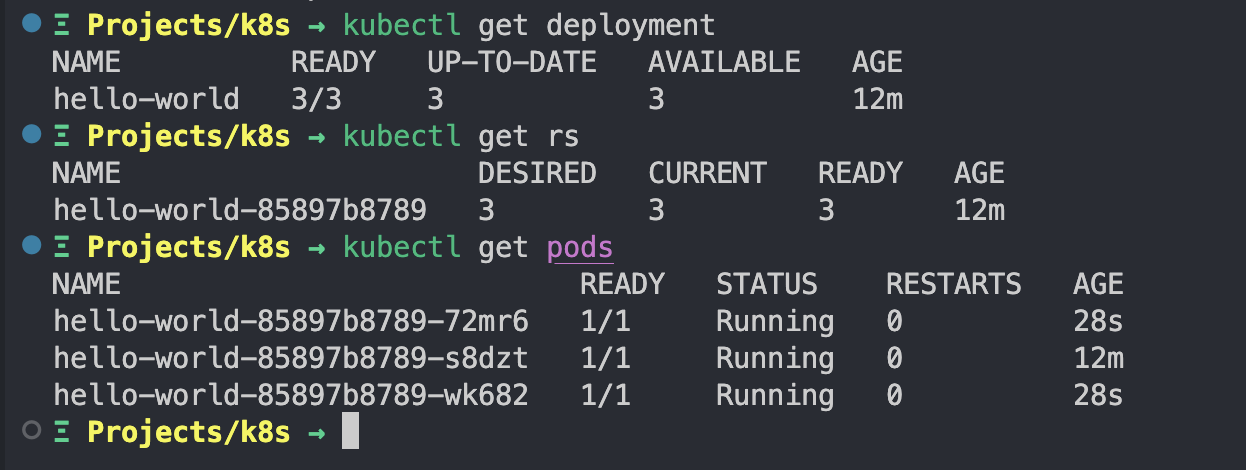 Ξ Projects/k8s → kubectl get deployment
NAME          READY   UP-TO-DATE   AVAILABLE   AGE
hello-world   3/3     3            3           12m
Ξ Projects/k8s → kubectl get rs
NAME                     DESIRED   CURRENT   READY   AGE
hello-world-85897b8789   3         3         3       12m
Ξ Projects/k8s → kubectl get pods
NAME                           READY   STATUS    RESTARTS   AGE
hello-world-85897b8789-72mr6   1/1     Running   0          28s
hello-world-85897b8789-s8dzt   1/1     Running   0          12m
hello-world-85897b8789-wk682   1/1     Running   0          28s
Ξ Projects/k8s →